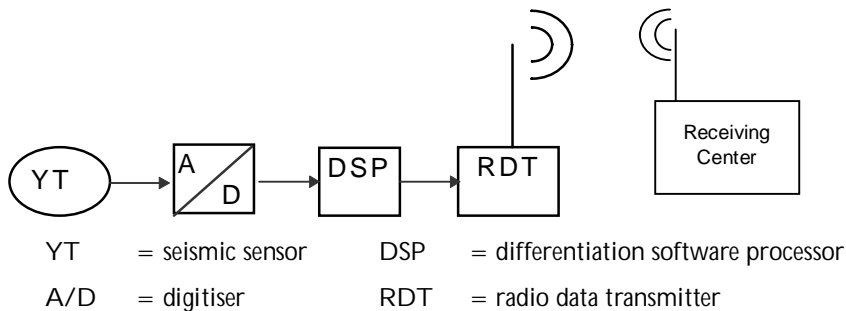 Receiving
Center
YT
A
D
DSP
RDT
YT = seismic sensor DSP = differentiation software processor
A/D = digitiser RDT = radio data transmitter